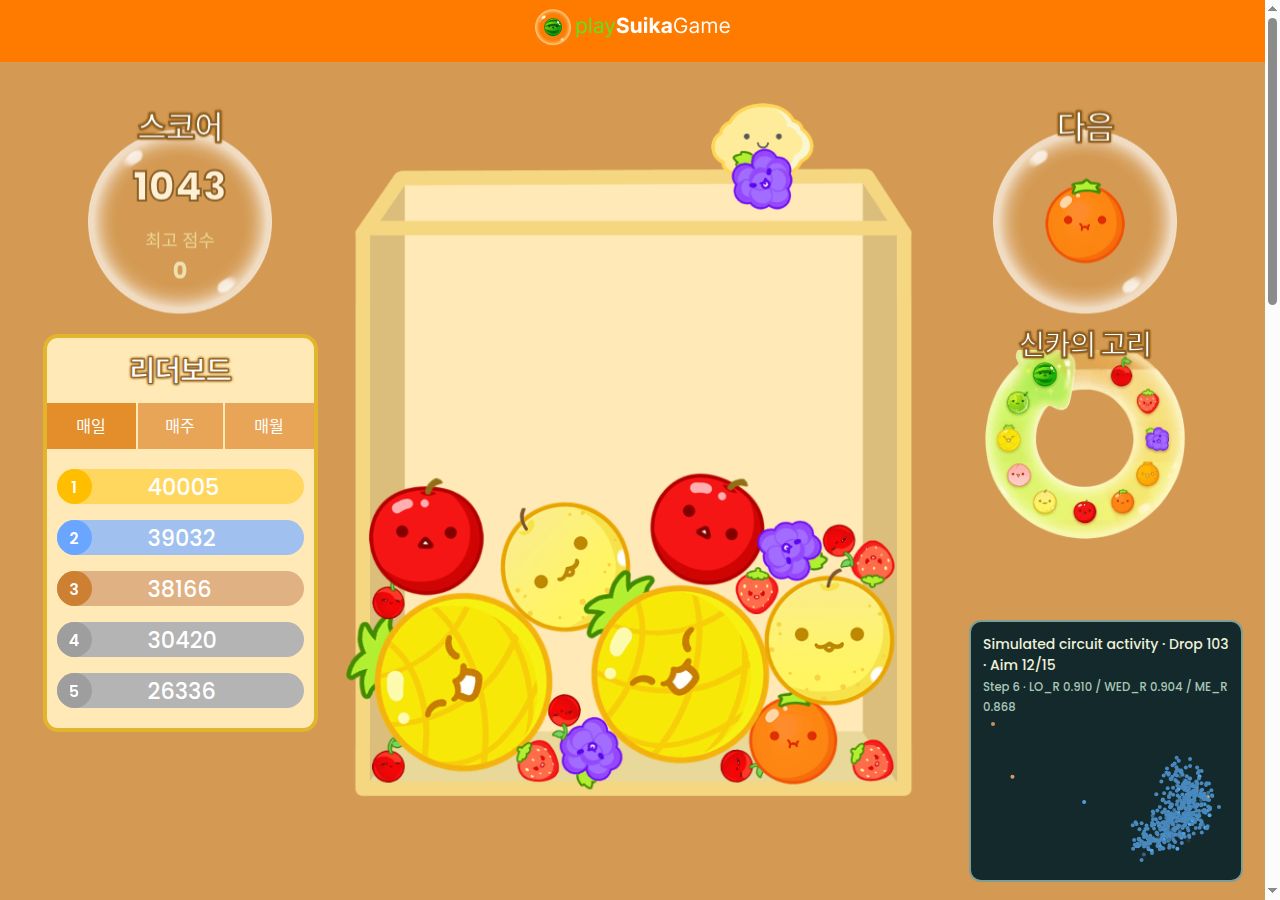 playSuikaGame
스코어
1043
최고 점수
0
다음
신카의 고리
리더보드
매일 매주 매월
1 40005
2 39032
3 38166
4 30420
5 26336
Simulated circuit activity · Drop 103
· Aim 12/15
Step 6 · LO_R 0.910 / WED_R 0.904 / ME_R
0.868